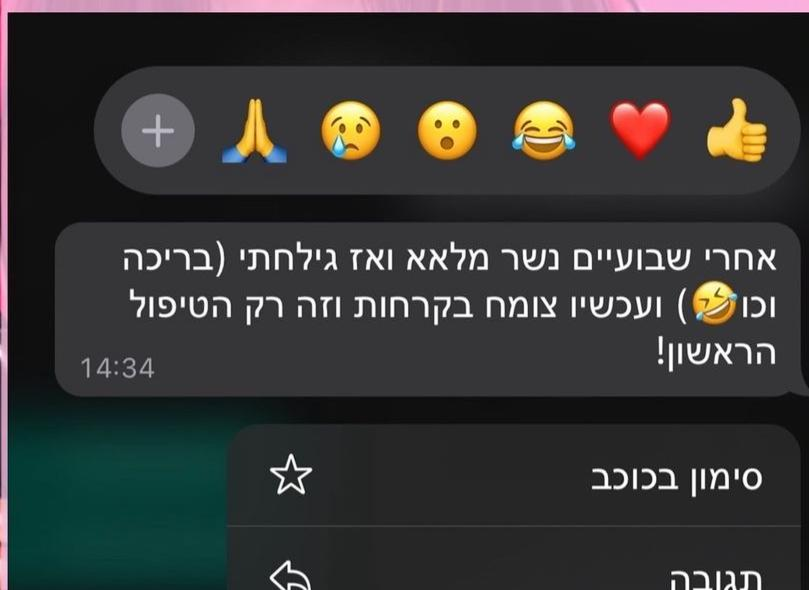 אחרי שבועיים נשר מלאא ואז גילחתי (בריכה
וכו🤣) ועכשיו צומח בקרחות וזה רק הטיפול
הראשון!
14:34
סימון בכוכב
תגובה